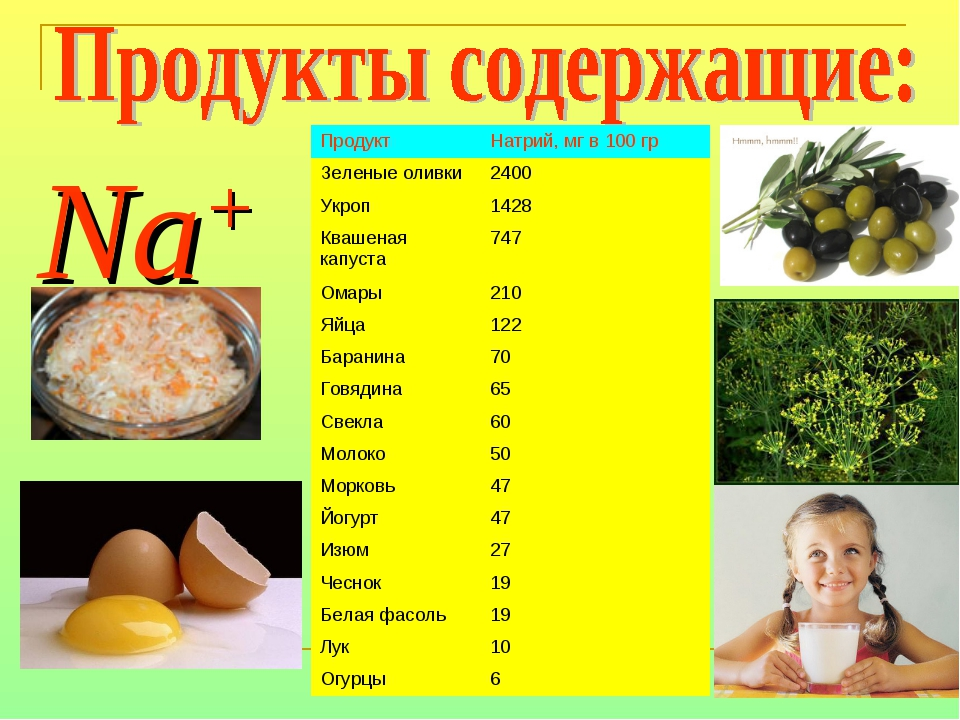 Продукты содержащие:
Na+
Продукт Натрий, мг в 100 гр
Зеленые оливки 2400
Укроп 1428
Квашеная 747
капуста
Омары 210
Яйца 122
Баранина 70
Говядина 65
Свекла 60
Молоко 50
Морковь 47
Йогурт 47
Изюм 27
Чеснок 19
Белая фасоль 19
Лук 10
Огурцы 6
Hmmm, hmmm!!